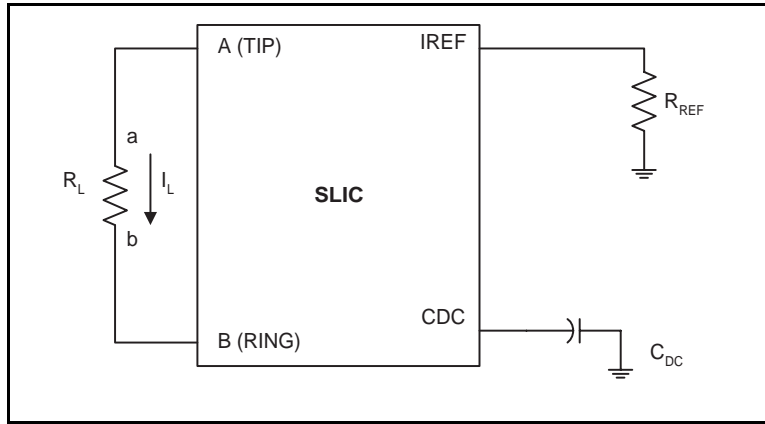 A (TIP)
IREF
R_REF
a
R_L
I_L
SLIC
b
CDC
B (RING)
C_DC